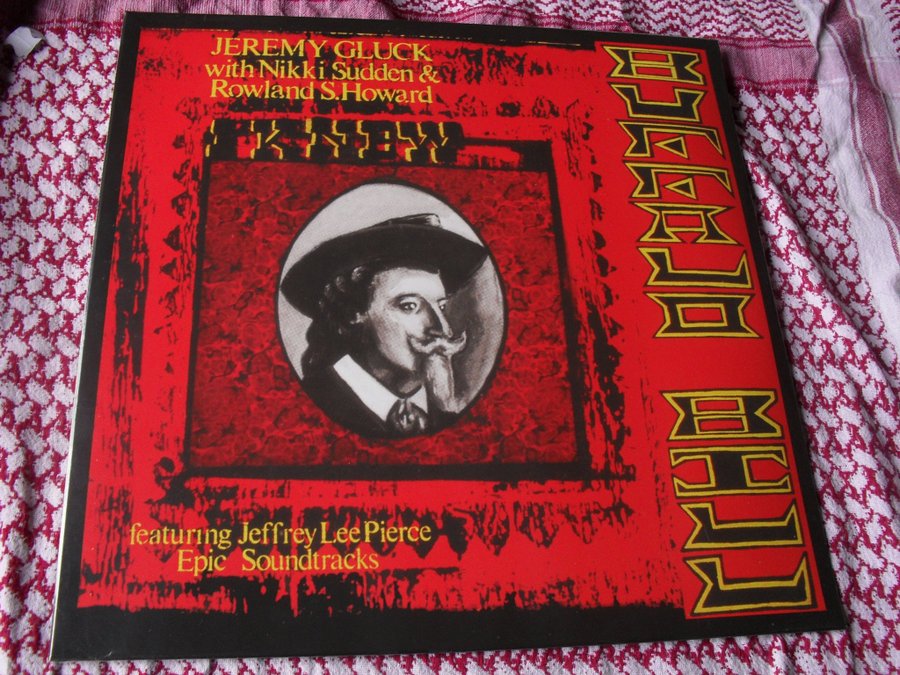 JEREMY GLUCK
with Nikki Sudden &
Rowland S. Howard
I KNEW
BUFFALO BILL
featuring Jeffrey Lee Pierce
Epic Soundtracks